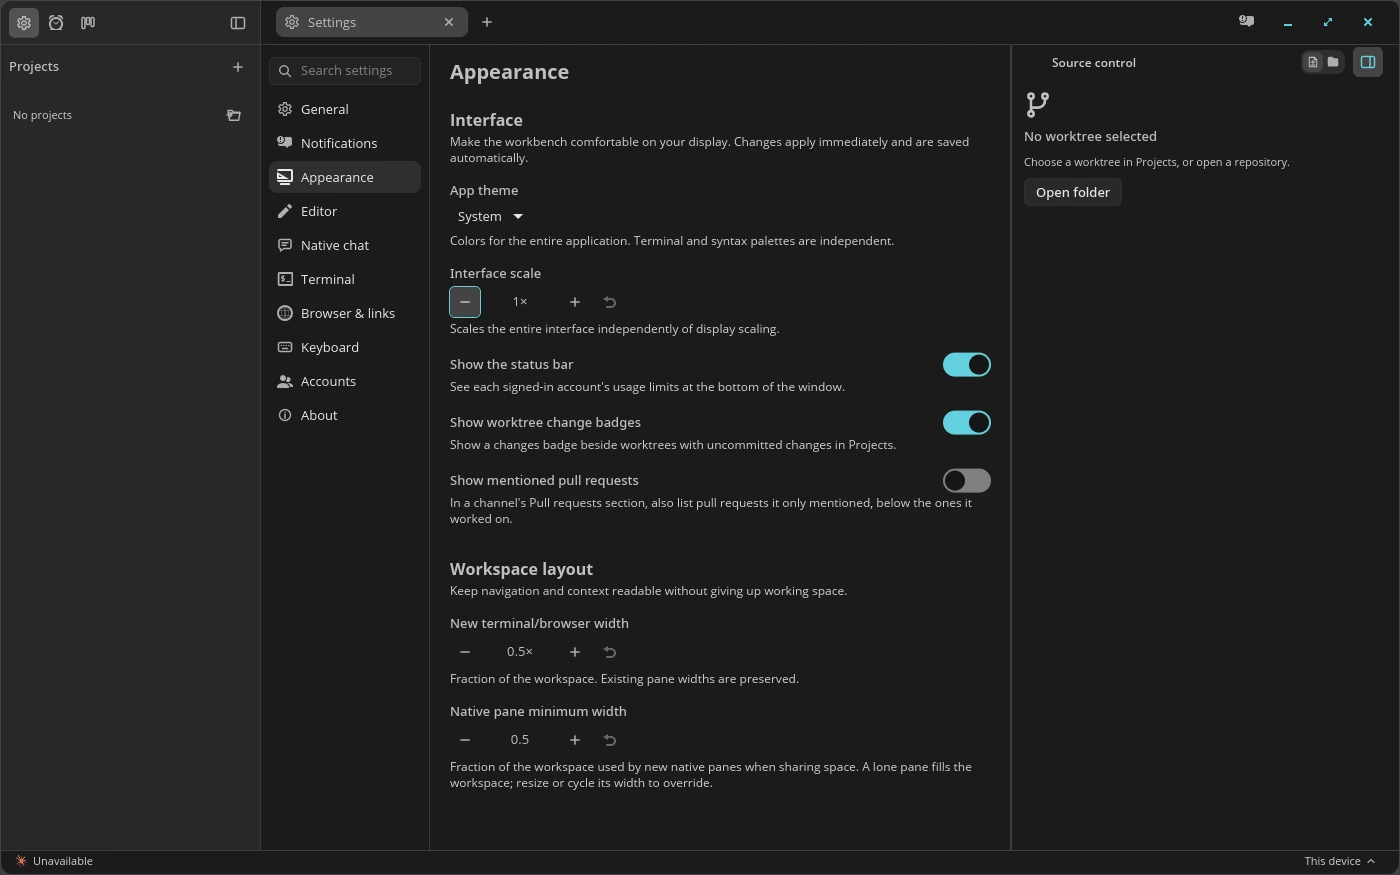 Settings
Projects
No projects
Search settings
General
Notifications
Appearance
Editor
Native chat
Terminal
Browser & links
Keyboard
Accounts
About
Appearance
Interface
Make the workbench comfortable on your display. Changes apply immediately and are saved
automatically.
App theme
System
Colors for the entire application. Terminal and syntax palettes are independent.
Interface scale
1×
Scales the entire interface independently of display scaling.
Show the status bar
See each signed-in account's usage limits at the bottom of the window.
Show worktree change badges
Show a changes badge beside worktrees with uncommitted changes in Projects.
Show mentioned pull requests
In a channel's Pull requests section, also list pull requests it only mentioned, below the ones it
worked on.
Workspace layout
Keep navigation and context readable without giving up working space.
New terminal/browser width
0.5×
Fraction of the workspace. Existing pane widths are preserved.
Native pane minimum width
0.5
Fraction of the workspace used by new native panes when sharing space. A lone pane fills the
workspace; resize or cycle its width to override.
Source control
No worktree selected
Choose a worktree in Projects, or open a repository.
Open folder
Unavailable
This device